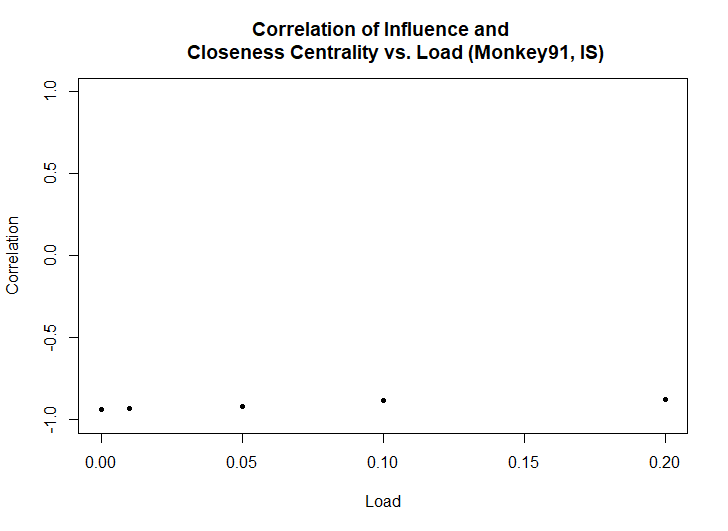 Correlation of Influence and
Closeness Centrality vs. Load (Monkey91, IS)
1.0
0.5
0.0
-0.5
-1.0
Correlation
0.00 0.05 0.10 0.15 0.20
Load